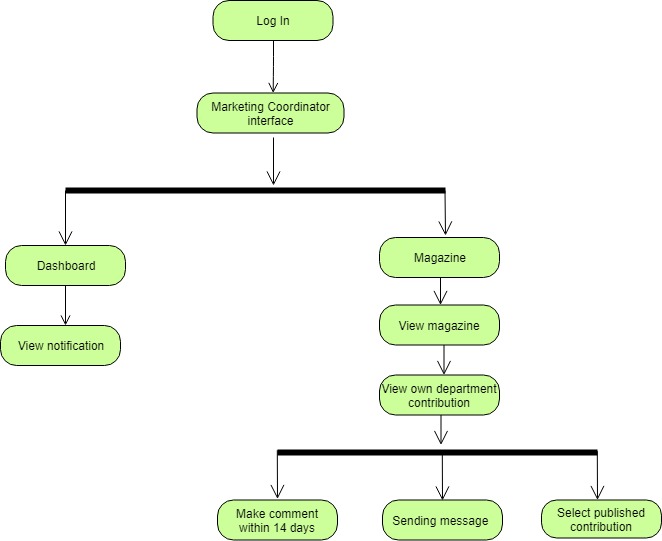 Log In
Marketing Coordinator
interface
Dashboard
Magazine
View notification
View magazine
View own department
contribution
Make comment
within 14 days
Sending message
Select published
contribution